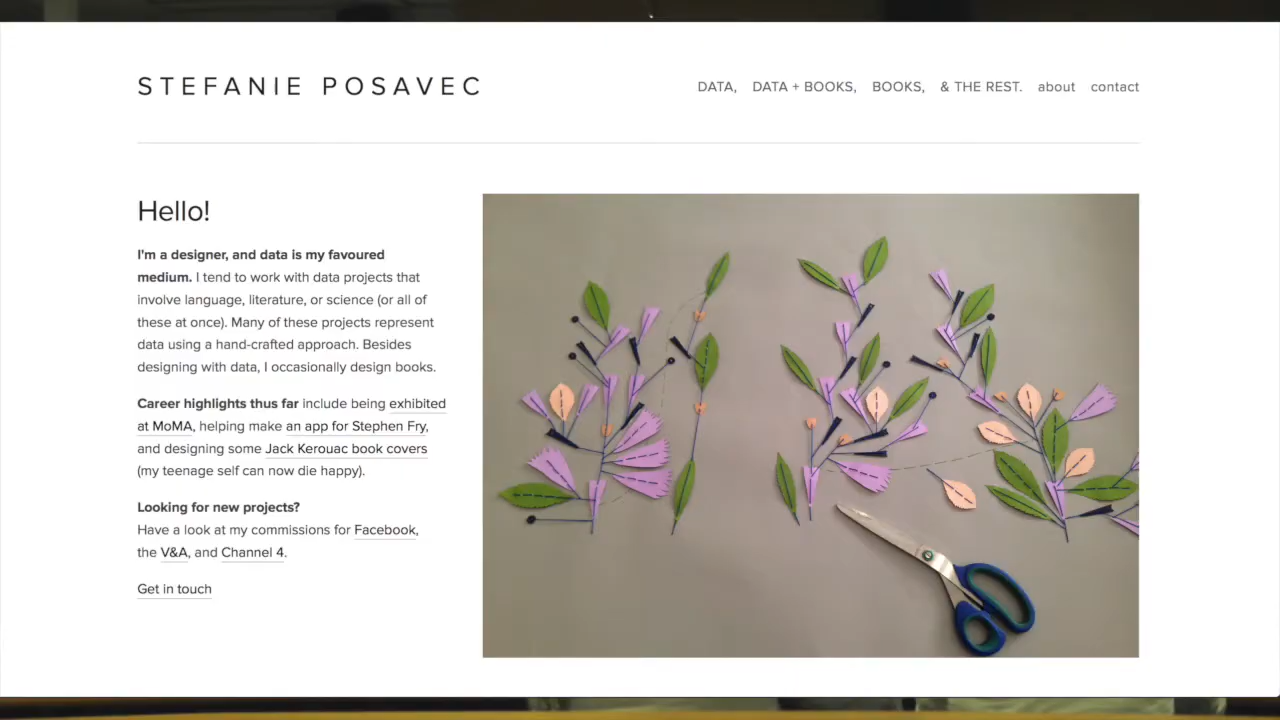 STEFANIE POSAVEC
DATA, DATA + BOOKS, BOOKS, & THE REST. about contact
Hello!
I'm a designer, and data is my favoured
medium. I tend to work with data projects that
involve language, literature, or science (or all of
these at once). Many of these projects represent
data using a hand-crafted approach. Besides
designing with data, I occasionally design books.
Career highlights thus far include being exhibited
at MoMA, helping make an app for Stephen Fry,
and designing some Jack Kerouac book covers
(my teenage self can now die happy).
Looking for new projects?
Have a look at my commissions for Facebook,
the V&A, and Channel 4.
Get in touch